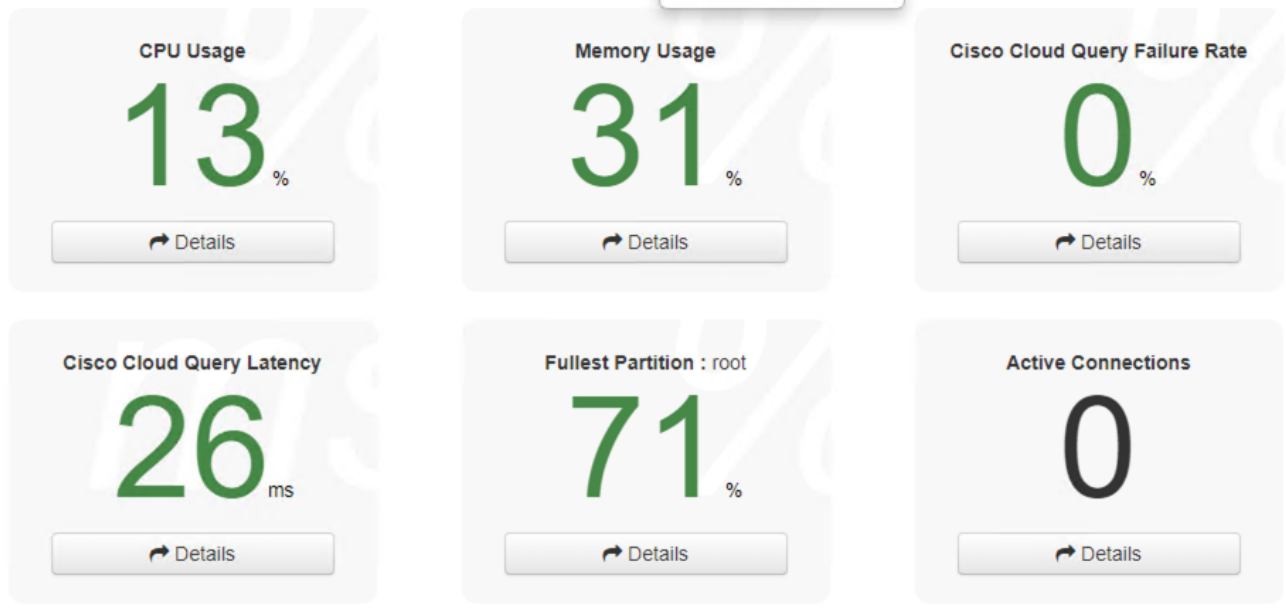 CPU Usage
13 %
Details
Memory Usage
31 %
Details
Cisco Cloud Query Failure Rate
0 %
Details
Cisco Cloud Query Latency
26 ms
Details
Fullest Partition : root
71 %
Details
Active Connections
0
Details